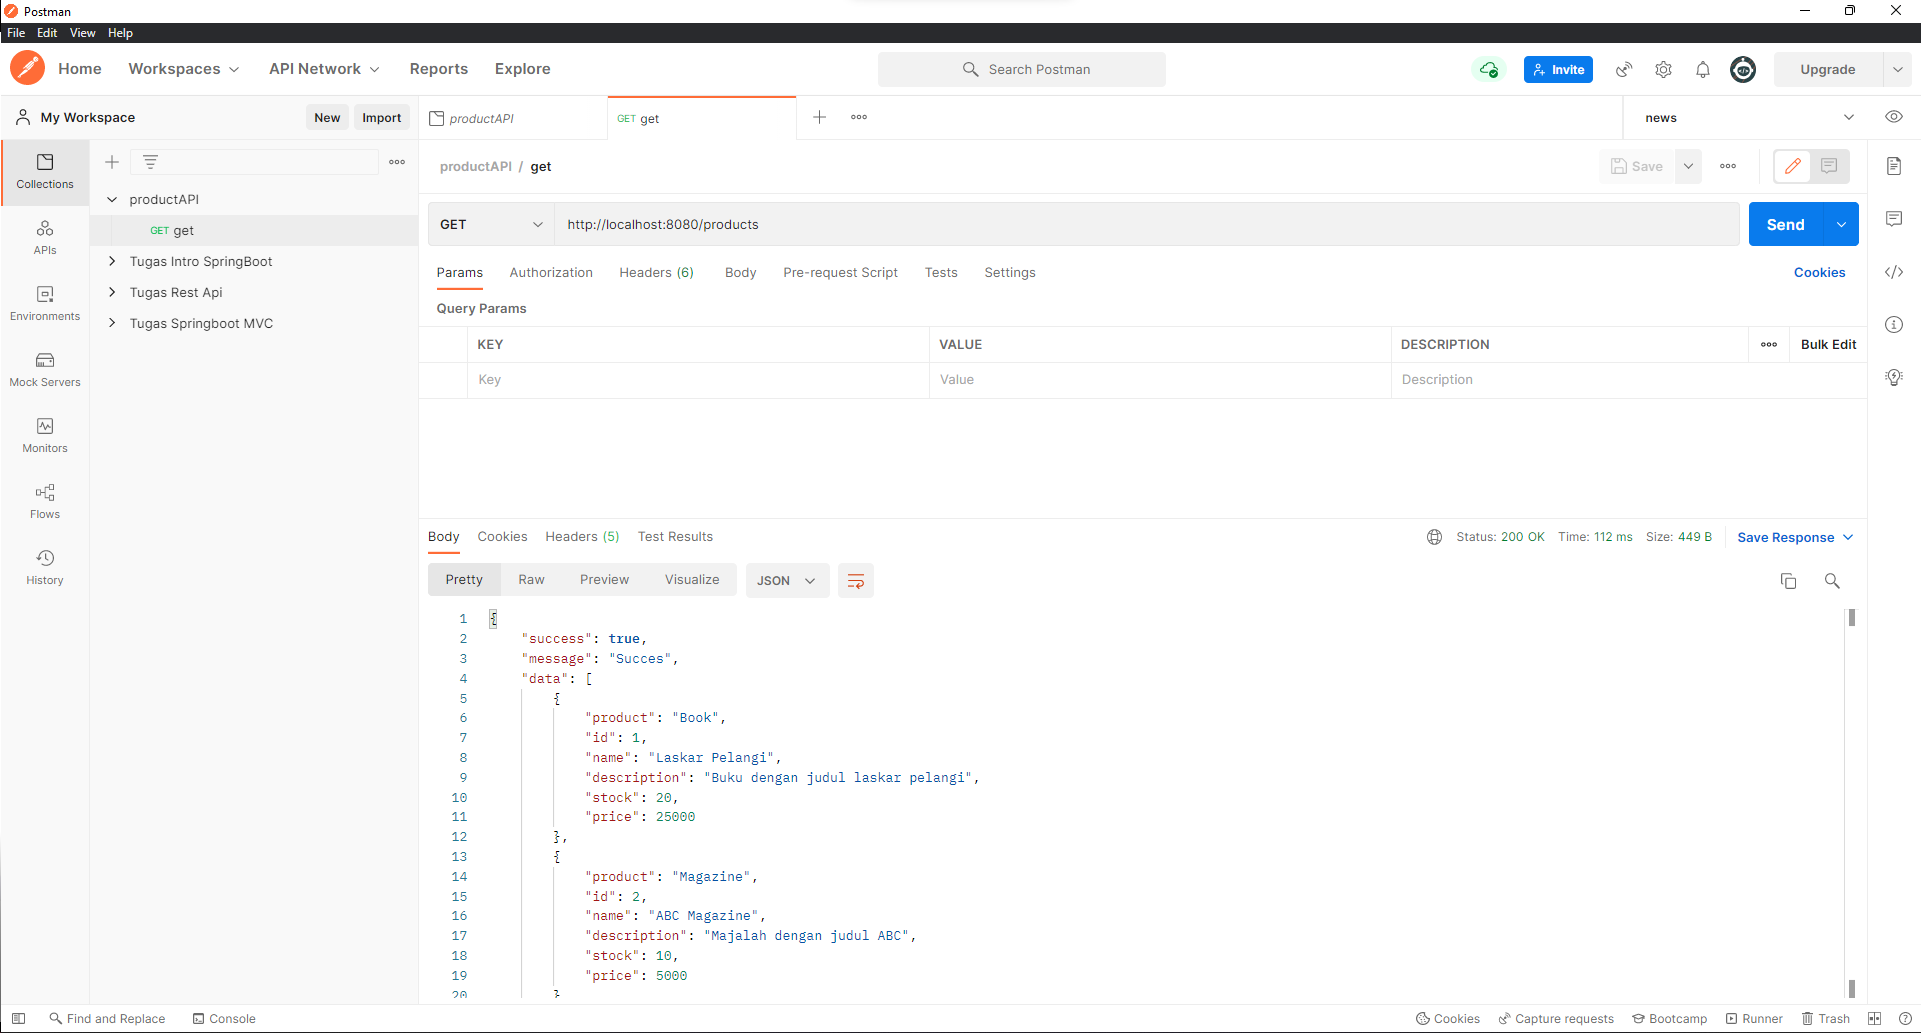 Postman
File Edit View Help
Home Workspaces API Network Reports Explore Search Postman Invite Upgrade
My Workspace New Import productAPI GET get news
Collections
APIs
Environments
Mock Servers
Monitors
Flows
History
productAPI
GET get
Tugas Intro SpringBoot
Tugas Rest Api
Tugas Springboot MVC
productAPI / get Save
GET http://localhost:8080/products Send
Params Authorization Headers (6) Body Pre-request Script Tests Settings Cookies
Query Params
KEY VALUE DESCRIPTION Bulk Edit
Key Value Description
Body Cookies Headers (5) Test Results Status: 200 OK Time: 112 ms Size: 449 B Save Response
Pretty Raw Preview Visualize JSON
1 {
2 "success": true,
3 "message": "Succes",
4 "data": [
5 {
6 "product": "Book",
7 "id": 1,
8 "name": "Laskar Pelangi",
9 "description": "Buku dengan judul laskar pelangi",
10 "stock": 20,
11 "price": 25000
12 },
13 {
14 "product": "Magazine",
15 "id": 2,
16 "name": "ABC Magazine",
17 "description": "Majalah dengan judul ABC",
18 "stock": 10,
19 "price": 5000
20 }
Find and Replace Console Cookies Capture requests Bootcamp Runner Trash